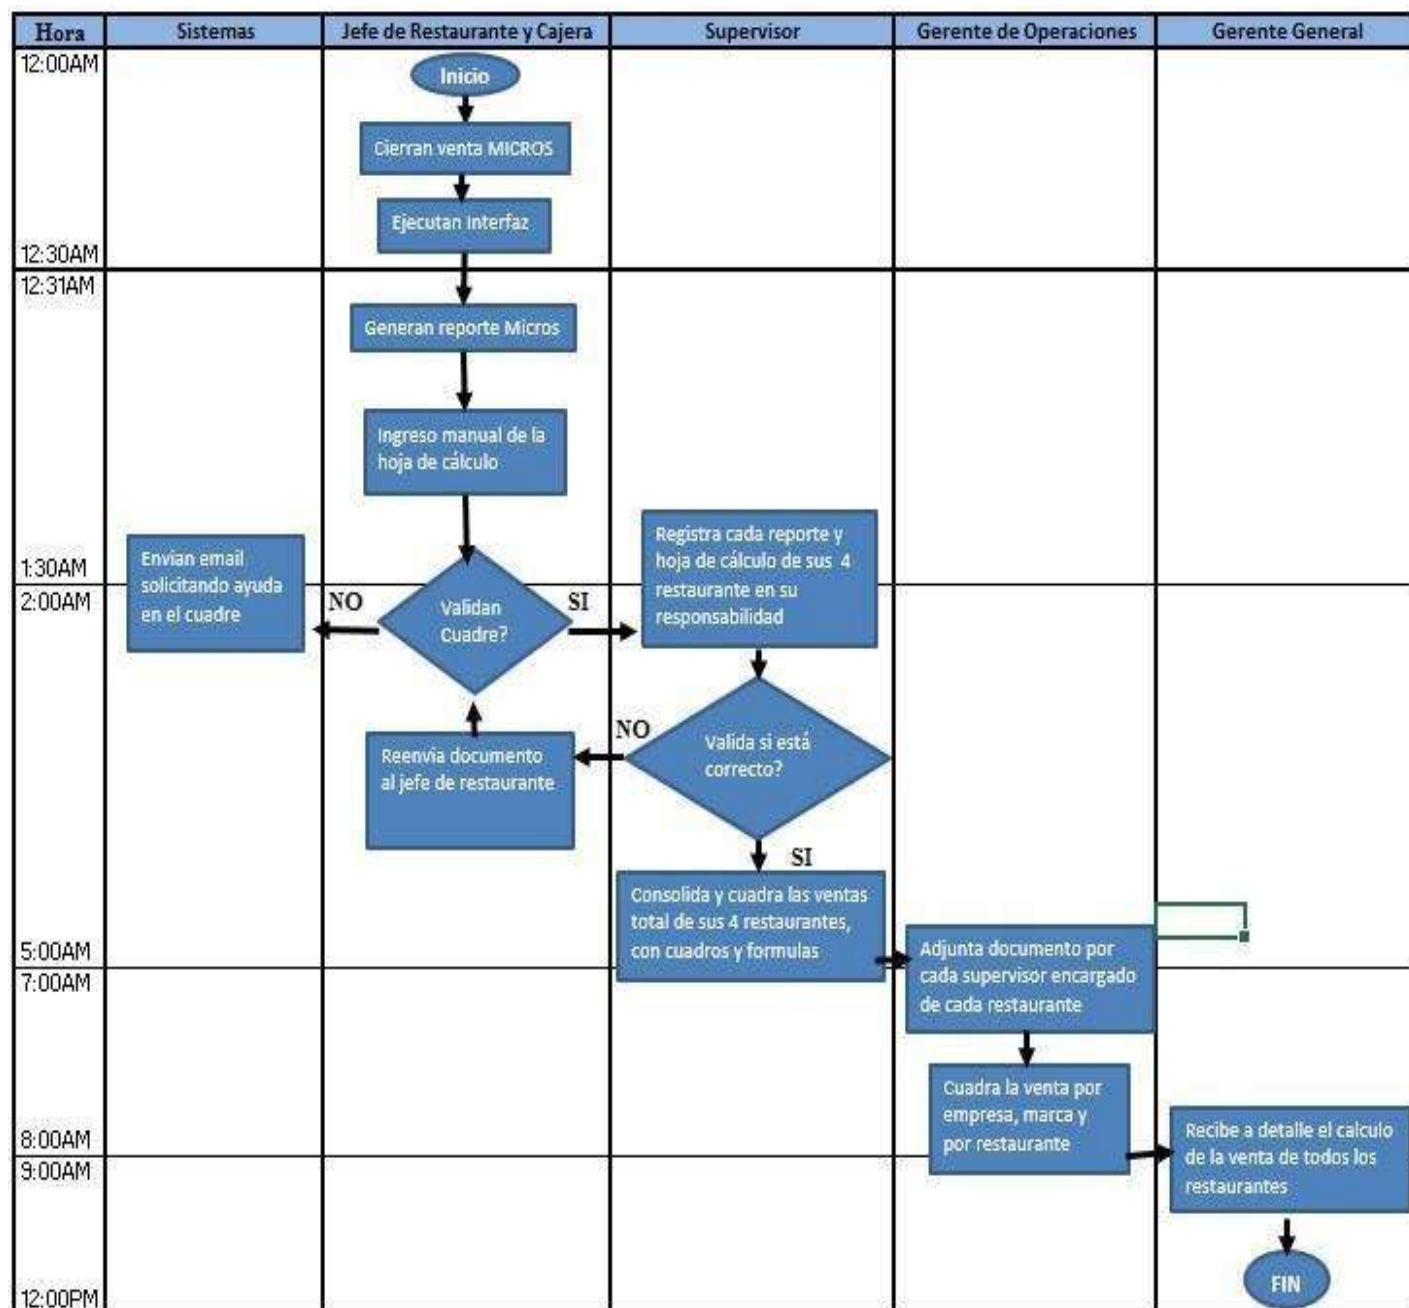 Hora
Sistemas
Jefe de Restaurante y Cajera
Supervisor
Gerente de Operaciones
Gerente General
12:00AM
Inicio
Cierran venta MICROS
Ejecutan Interfaz
12:30AM
12:31AM
Generan reporte Micros
Ingreso manual de la
hoja de cálculo
1:30AM
2:00AM
Envian email
solicitando ayuda
en el cuadre
NO
Validan
Cuadre?
SI
Registra cada reporte y
hoja de cálculo de sus 4
restaurante en su
responsabilidad
Reenvia documento
al jefe de restaurante
NO
Valida si está
correcto?
SI
Consolida y cuadra las ventas
total de sus 4 restaurantes,
con cuadros y formulas
5:00AM
7:00AM
Adjunta documento por
cada supervisor encargado
de cada restaurante
Cuadra la venta por
empresa, marca y
por restaurante
8:00AM
9:00AM
Recibe a detalle el calculo
de la venta de todos los
restaurantes
FIN
12:00PM